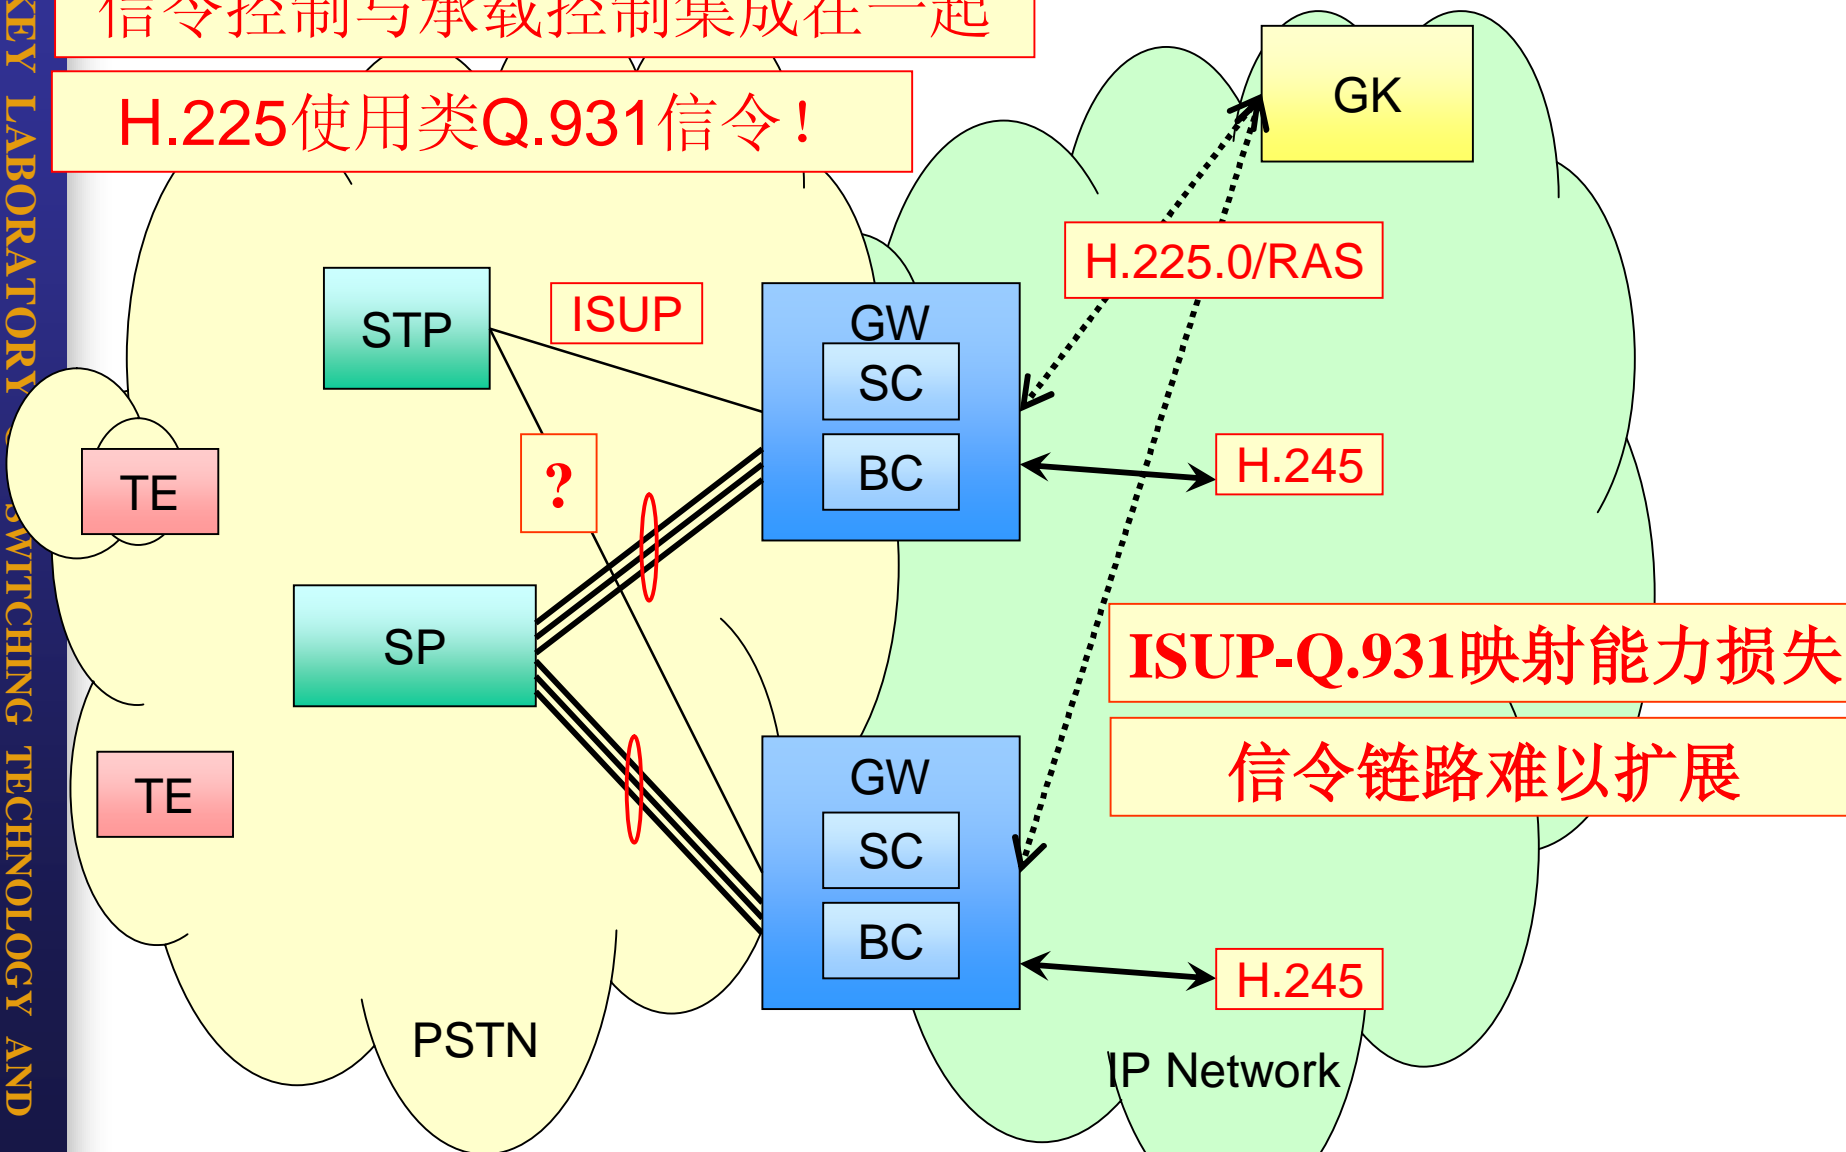 信令控制与承载控制集成在一起
H.225使用类Q.931信令!
GK
H.225.0/RAS
STP
ISUP
GW
SC
BC
H.245
TE
?
SP
ISUP-Q.931映射能力损失
信令链路难以扩展
TE
GW
SC
BC
H.245
PSTN
IP Network
KEY LABORATORY SWITCHING TECHNOLOGY AND